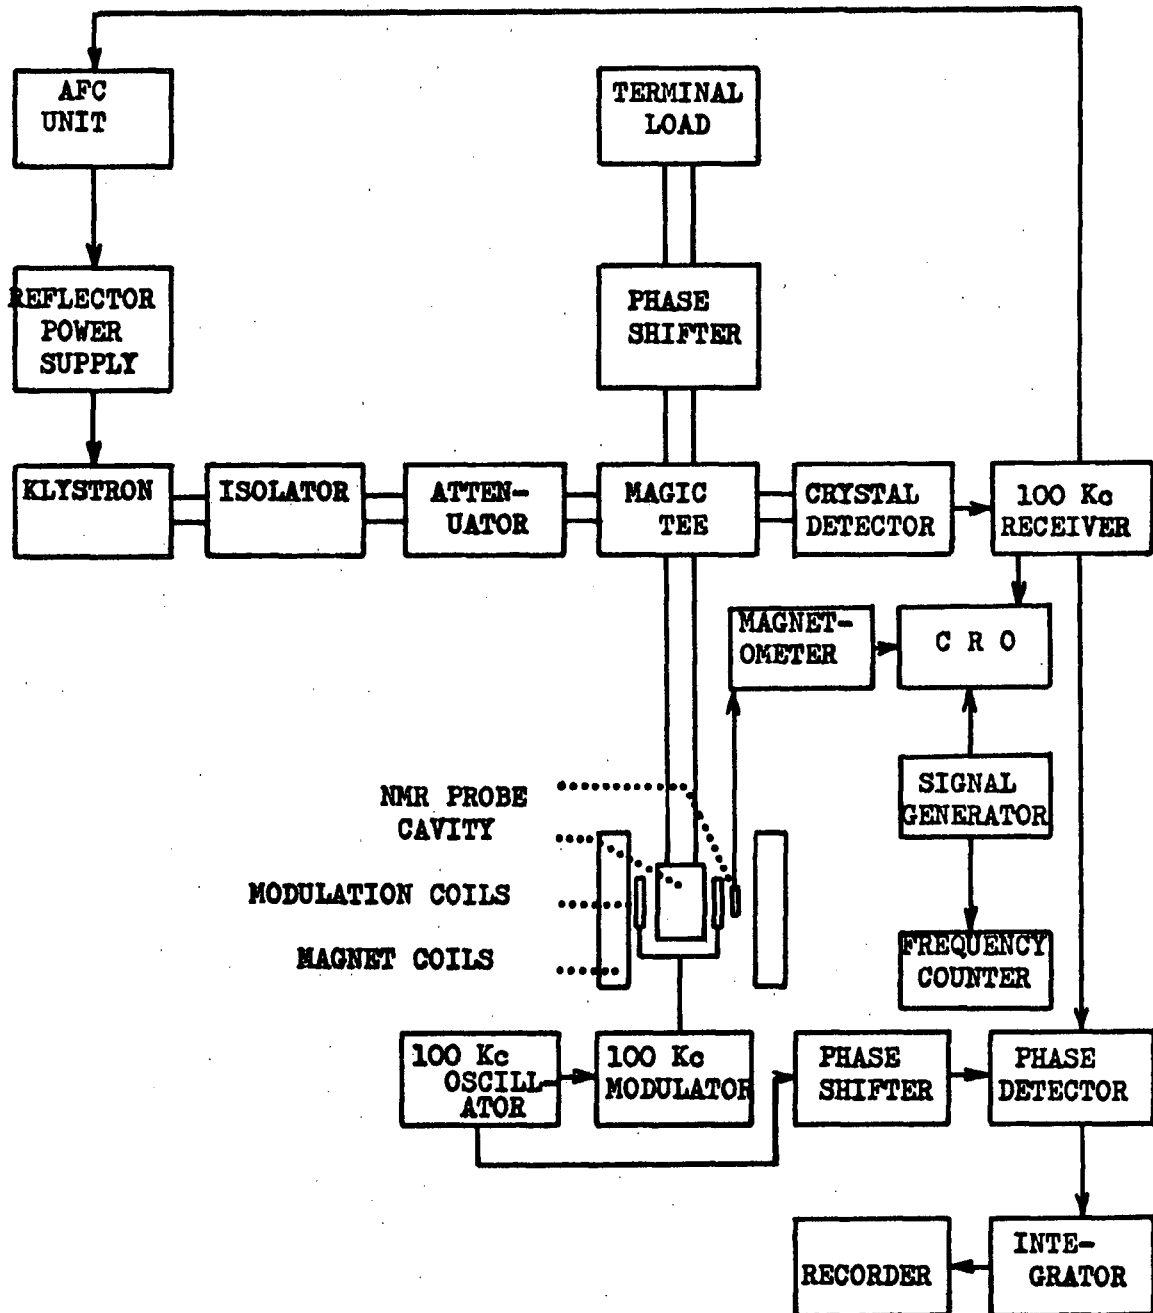 AFC
UNIT
TERMINAL
LOAD
REFLECTOR
POWER
SUPPLY
PHASE
SHIFTER
KLYSTRON
ISOLATOR
ATTEN-
UATOR
MAGIC
TEE
CRYSTAL
DETECTOR
100 Kc
RECEIVER
MAGNET-
OMETER
C R O
NMR PROBE
CAVITY
MODULATION COILS
MAGNET COILS
SIGNAL
GENERATOR
FREQUENCY
COUNTER
100 Kc
OSCILL-
ATOR
100 Kc
MODULATOR
PHASE
SHIFTER
PHASE
DETECTOR
RECORDER
INTE-
GRATOR